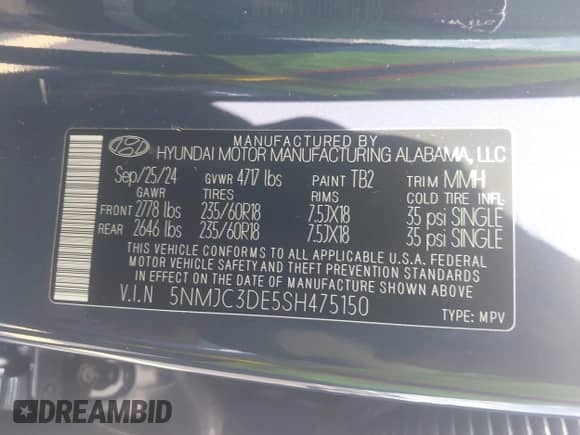 MANUFACTURED BY
HYUNDAI MOTOR MANUFACTURING ALABAMA, LLC
Sep/25/24 GVWR 4717 lbs PAINT TB2 TRIM MMH
GAWR TIRES RIMS COLD TIRE INFL.
FRONT 2778 lbs 235/60R18 7.5JX18 35 psi SINGLE
REAR 2646 lbs 235/60R18 7.5JX18 35 psi SINGLE
THIS VEHICLE CONFORMS TO ALL APPLICABLE U.S.A. FEDERAL
MOTOR VEHICLE SAFETY AND THEFT PREVENTION STANDARDS
IN EFFECT ON THE DATE OF MANUFACTURE SHOWN ABOVE.
V.I.N 5NMJC3DE5SH475150
TYPE: MPV
DREAMBID